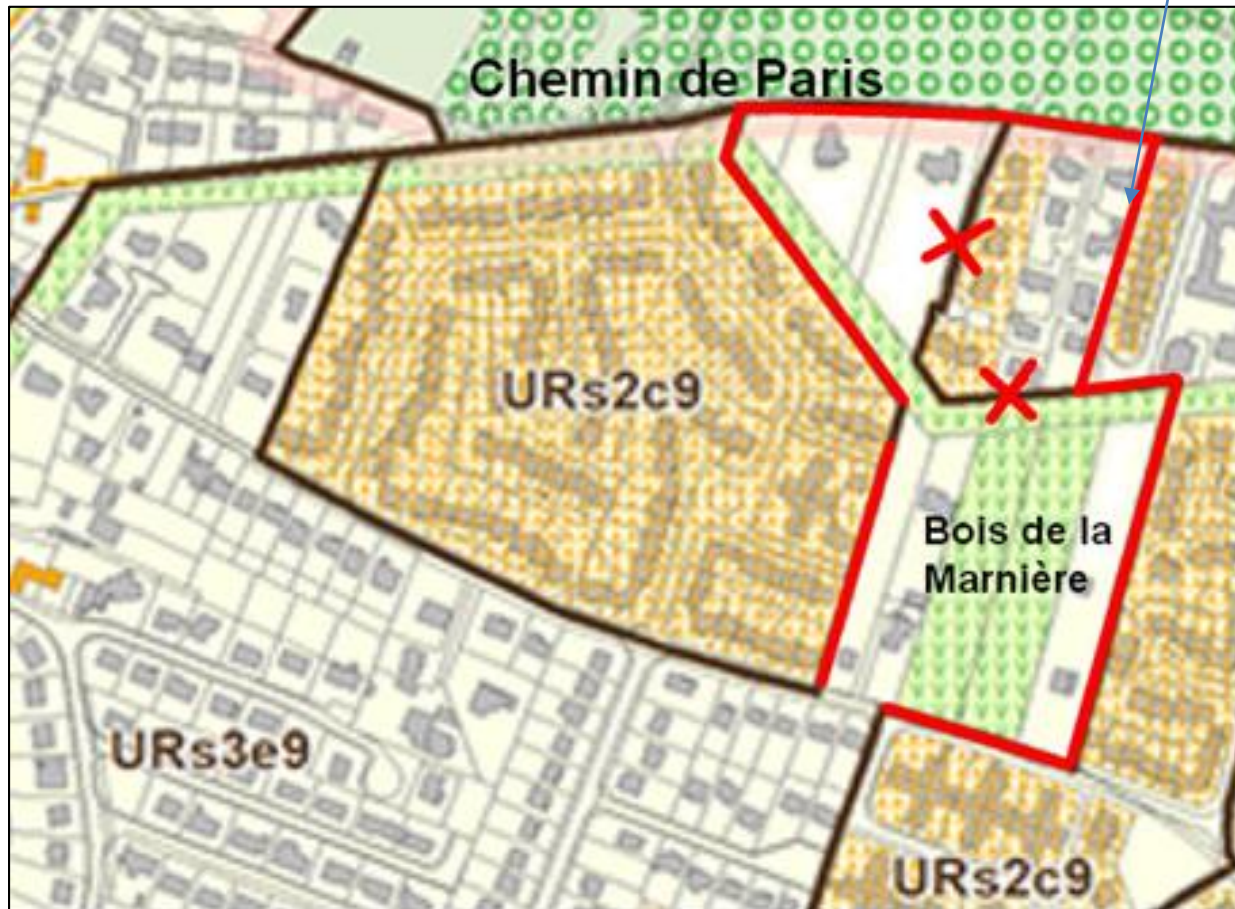 Chemin de Paris
URs2c9
Bois de la
Marnière
URs3e9
URs2c9